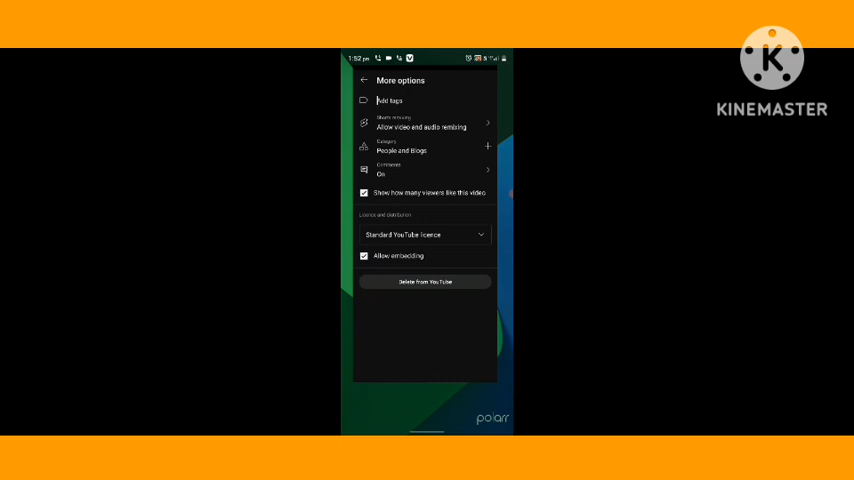 1:52 pm
More options
Add tags
Shorts remixing
Allow video and audio remixing
Category
People and Blogs
Comments
On
Show how many viewers like this video
Licence and distribution
Standard YouTube licence
Allow embedding
Delete from YouTube
polarr
K
KINEMASTER